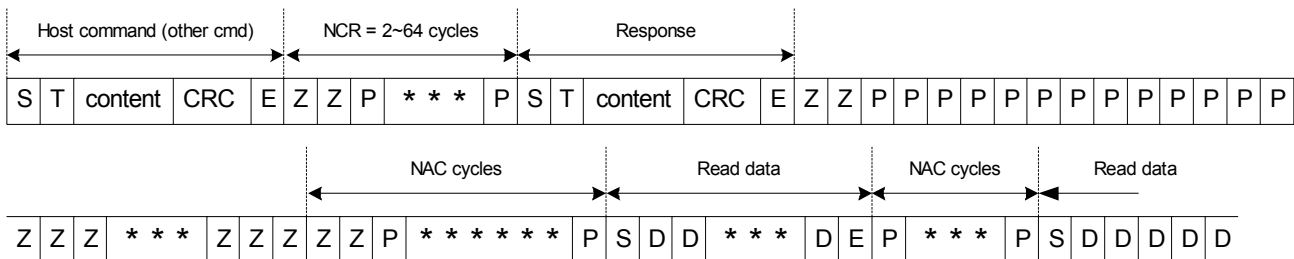 Host command (other cmd) NCR = 2~64 cycles Response
S T content CRC E Z Z P * * * P S T content CRC E Z Z P P P P P P P P P P P P P
NAC cycles Read data NAC cycles Read data
Z Z Z * * * Z Z Z Z Z P * * * * * * P S D D * * * D E P * * * P S D D D D D